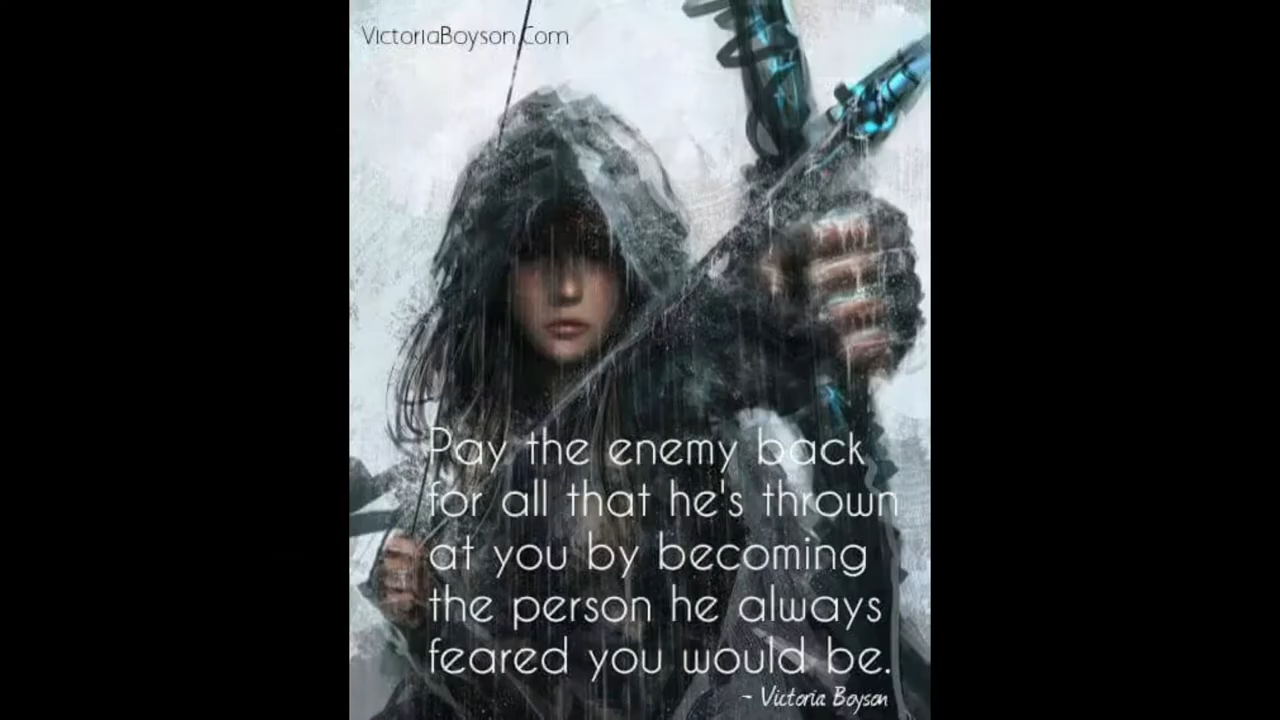 VictoriaBoyson.Com
Pay the enemy back
for all that he's thrown
at you by becoming
the person he always
feared you would be.
~ Victoria Boyson